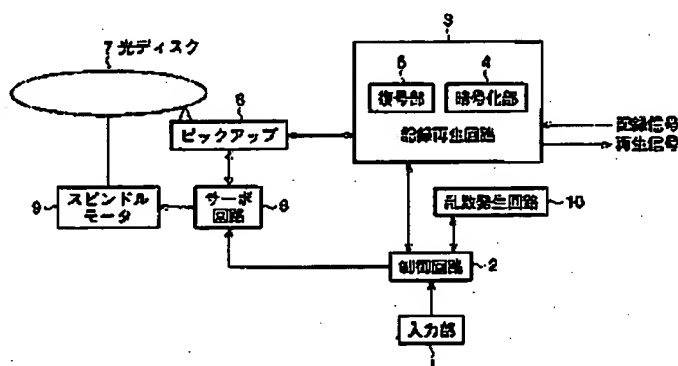 3
7 光ディスク
5
4
復号部
暗号化部
記録再生回路
記録信号
再生信号
ピックアップ
9
スピンドル
モータ
サーボ
回路
乱数発生回路
10
制御回路
2
入力部
1